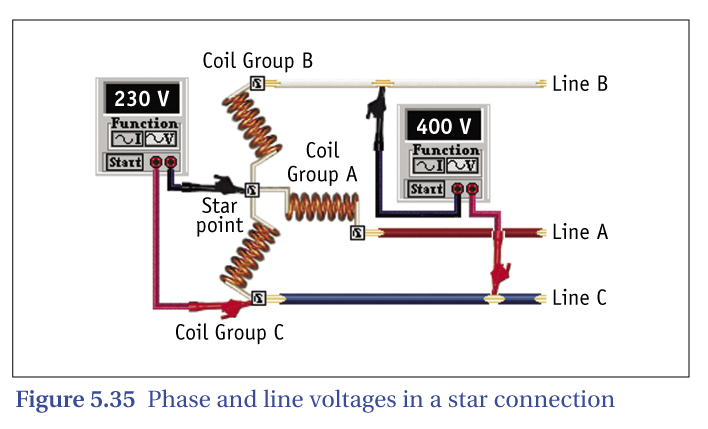 Coil Group B
Line B
230 V
Function
I V
Start
400 V
Function
I V
Start
Coil
Group A
Star
point
Line A
Line C
Coil Group C
Figure 5.35 Phase and line voltages in a star connection